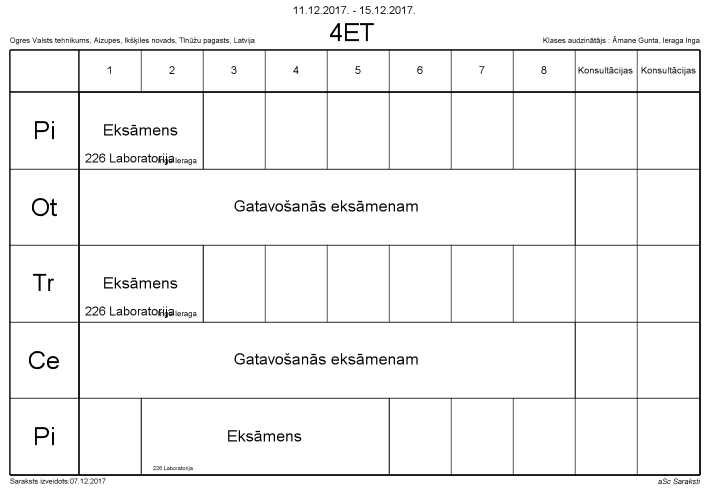 11.12.2017. - 15.12.2017.
4ET
Ogres Valsts tehnikums, Aizupes, Ikšķiles novads, Tīnūžu pagasts, Latvija
Klases audzinātājs : Āmane Gunta, Ieraga Inga
1 2 3 4 5 6 7 8 Konsultācijas Konsultācijas
Pi
Eksāmens
226 Laboratorija Inga Ieraga
Ot
Gatavošanās eksāmenam
Tr
Eksāmens
226 Laboratorija Inga Ieraga
Ce
Gatavošanās eksāmenam
Pi
Eksāmens
226 Laboratorija
Saraksts izveidots:07.12.2017
aSc Saraksti